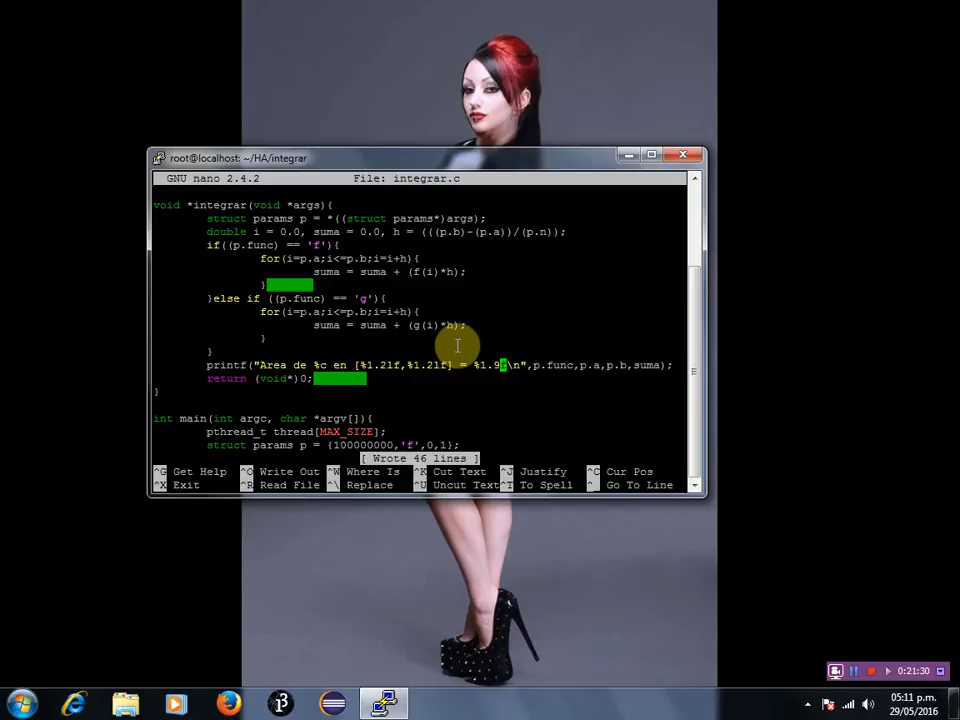 root@localhost: ~/HA/integrar
GNU nano 2.4.2 File: integrar.c
void *integrar(void *args){
struct params p = *((struct params*)args);
double i = 0.0, suma = 0.0, h = (((p.b)-(p.a))/(p.n));
if((p.func) == 'f'){
for(i=p.a;i<=p.b;i=i+h){
suma = suma + (f(i)*h);
}
}else if ((p.func) == 'g'){
for(i=p.a;i<=p.b;i=i+h){
suma = suma + (g(i)*h);
}
}
printf("Area de %c en [%1.2lf,%1.2lf] = %1.9f\n",p.func,p.a,p.b,suma);
return (void*)0;
}
int main(int argc, char *argv[]){
pthread_t thread[MAX_SIZE];
struct params p = {100000000,'f',0,1};
[ Wrote 46 lines ]
^G Get Help ^O Write Out ^W Where Is ^K Cut Text ^J Justify ^C Cur Pos
^X Exit ^R Read File ^\ Replace ^U Uncut Text ^T To Spell ^_ Go To Line
0:21:30
05:11 p.m.
29/05/2016